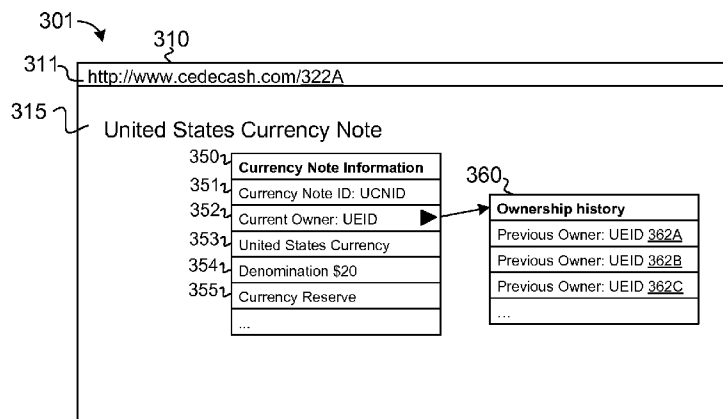 301
310
311 http://www.cedecash.com/322A
315 United States Currency Note
350 Currency Note Information
351 Currency Note ID: UCNID
352 Current Owner: UEID
353 United States Currency
354 Denomination $20
355 Currency Reserve
...
360
Ownership history
Previous Owner: UEID 362A
Previous Owner: UEID 362B
Previous Owner: UEID 362C
...